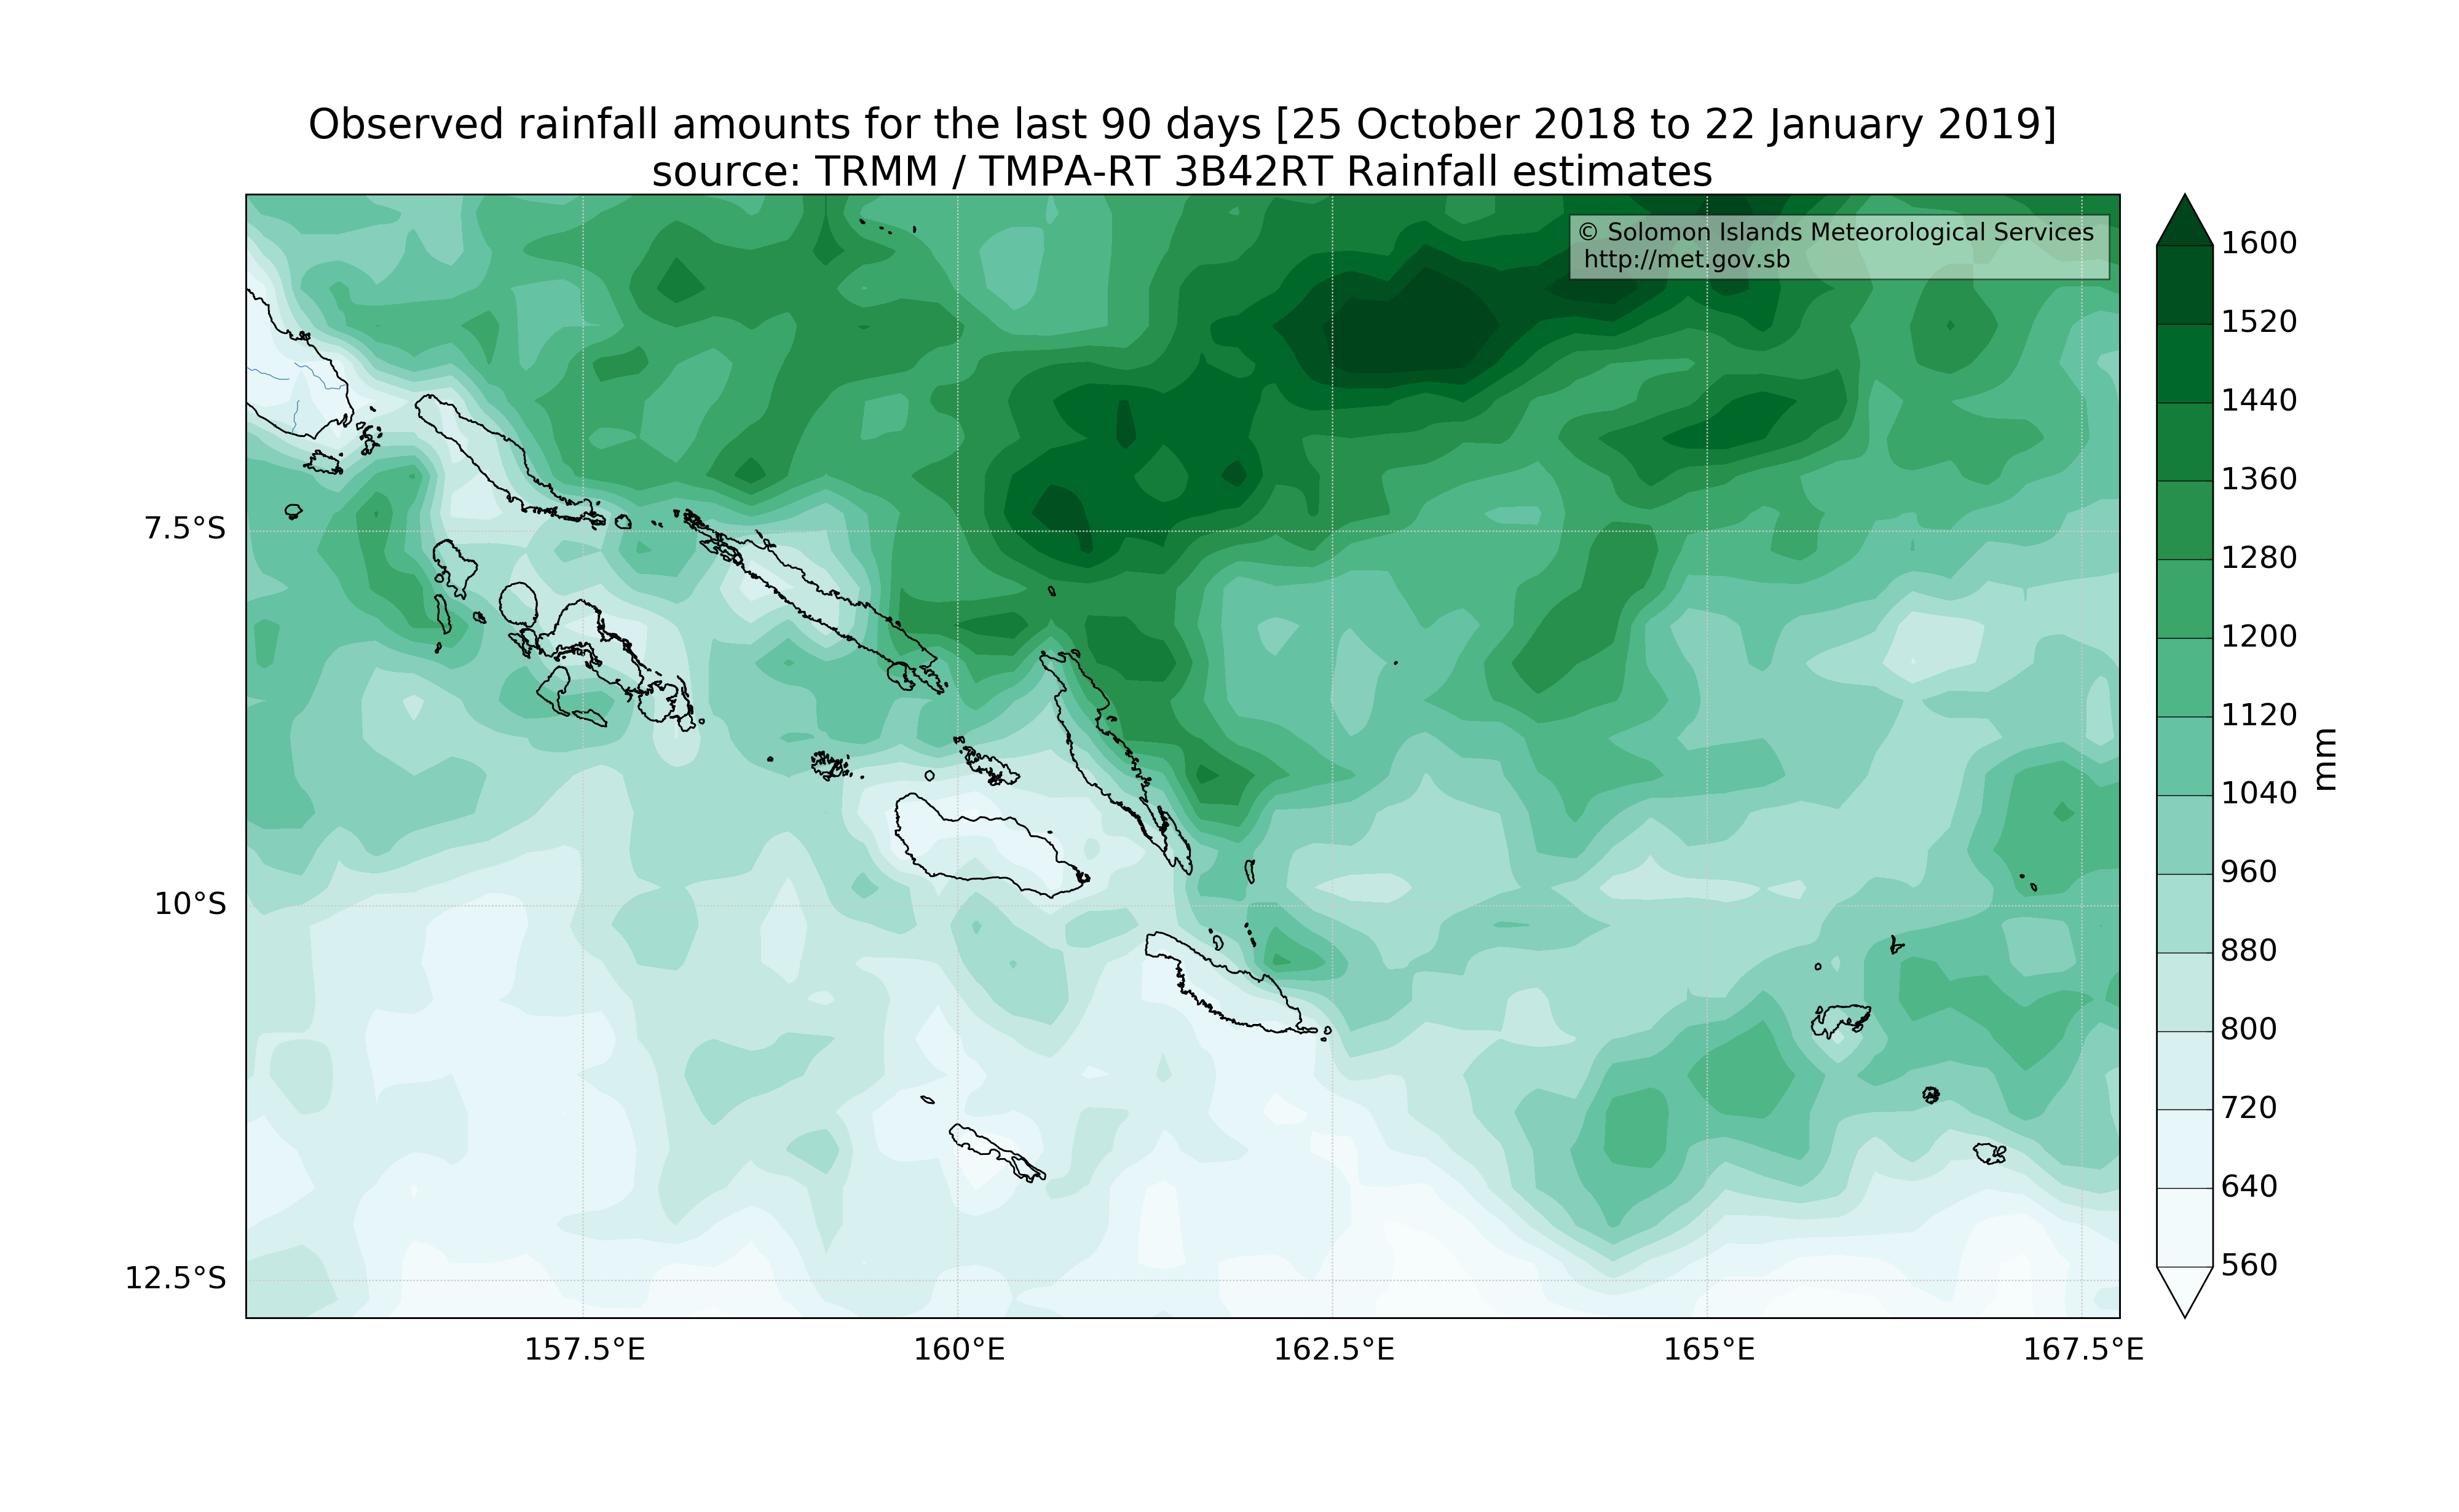 Observed rainfall amounts for the last 90 days [25 October 2018 to 22 January 2019]
source: TRMM / TMPA-RT 3B42RT Rainfall estimates
© Solomon Islands Meteorological Services
http://met.gov.sb
7.5°S
10°S
12.5°S
157.5°E
160°E
162.5°E
165°E
167.5°E
1600
1520
1440
1360
1280
1200
1120
1040
960
880
800
720
640
560
mm